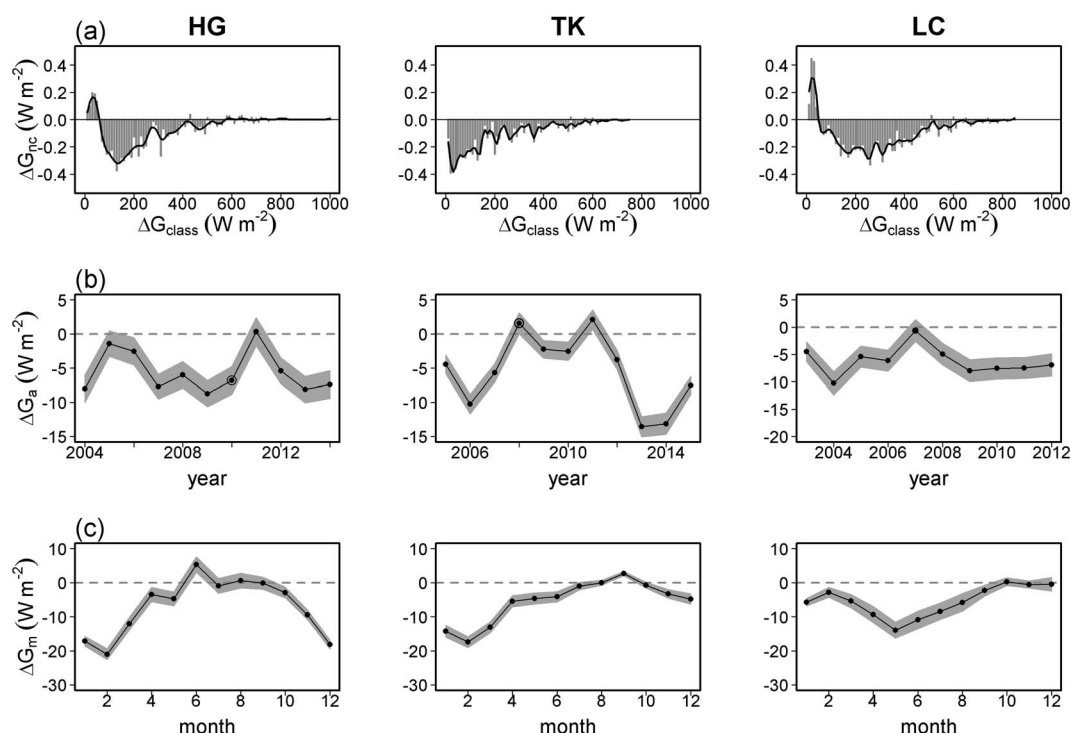 HG TK LC
(a)
ΔGnc (W m-2)
0.4 0.4 0.4
0.2 0.2 0.2
0.0 0.0 0.0
-0.2 -0.2 -0.2
-0.4 -0.4 -0.4
0 200 400 600 800 1000 0 200 400 600 800 1000 0 200 400 600 800 1000
ΔGclass (W m-2) ΔGclass (W m-2) ΔGclass (W m-2)
(b)
ΔGa (W m-2)
5 5 5
0 0 0
-5 -5 -5
-10 -10 -10
-15 -15 -15
-20
2004 2008 2012 2006 2010 2014 2004 2006 2008 2010 2012
year year year
(c)
ΔGm (W m-2)
10 10 10
0 0 0
-10 -10 -10
-20 -20 -20
-30 -30 -30
2 4 6 8 10 12 2 4 6 8 10 12 2 4 6 8 10 12
month month month